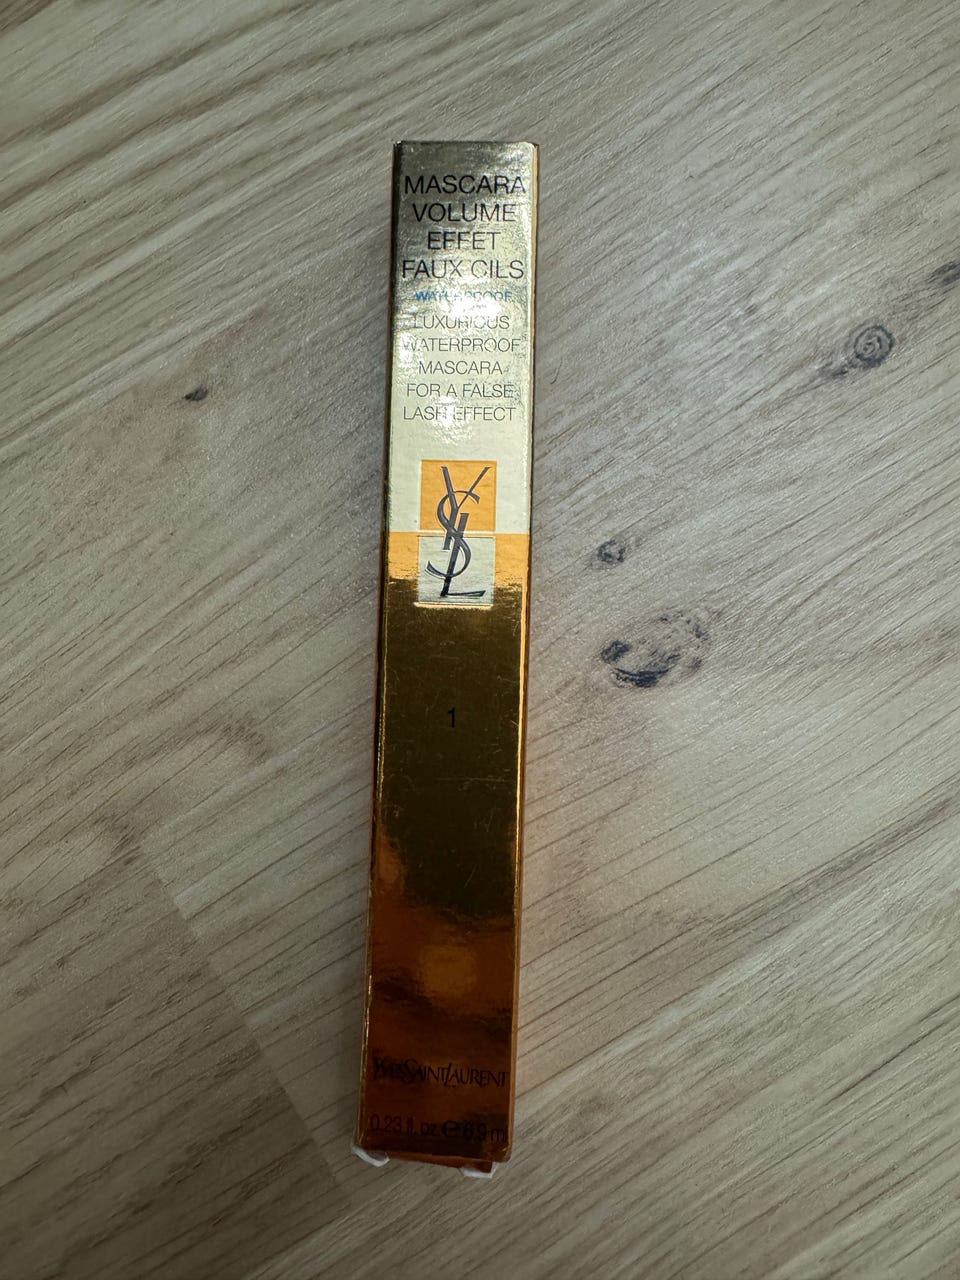 MASCARA
VOLUME
EFFET
FAUX CILS
WATERPROOF
LUXURIOUS
WATERPROOF
MASCARA
FOR A FALSE
LASH EFFECT
YSL
1
YVESSAINTLAURENT
0.23 fl. oz. ℮ 6.9 ml